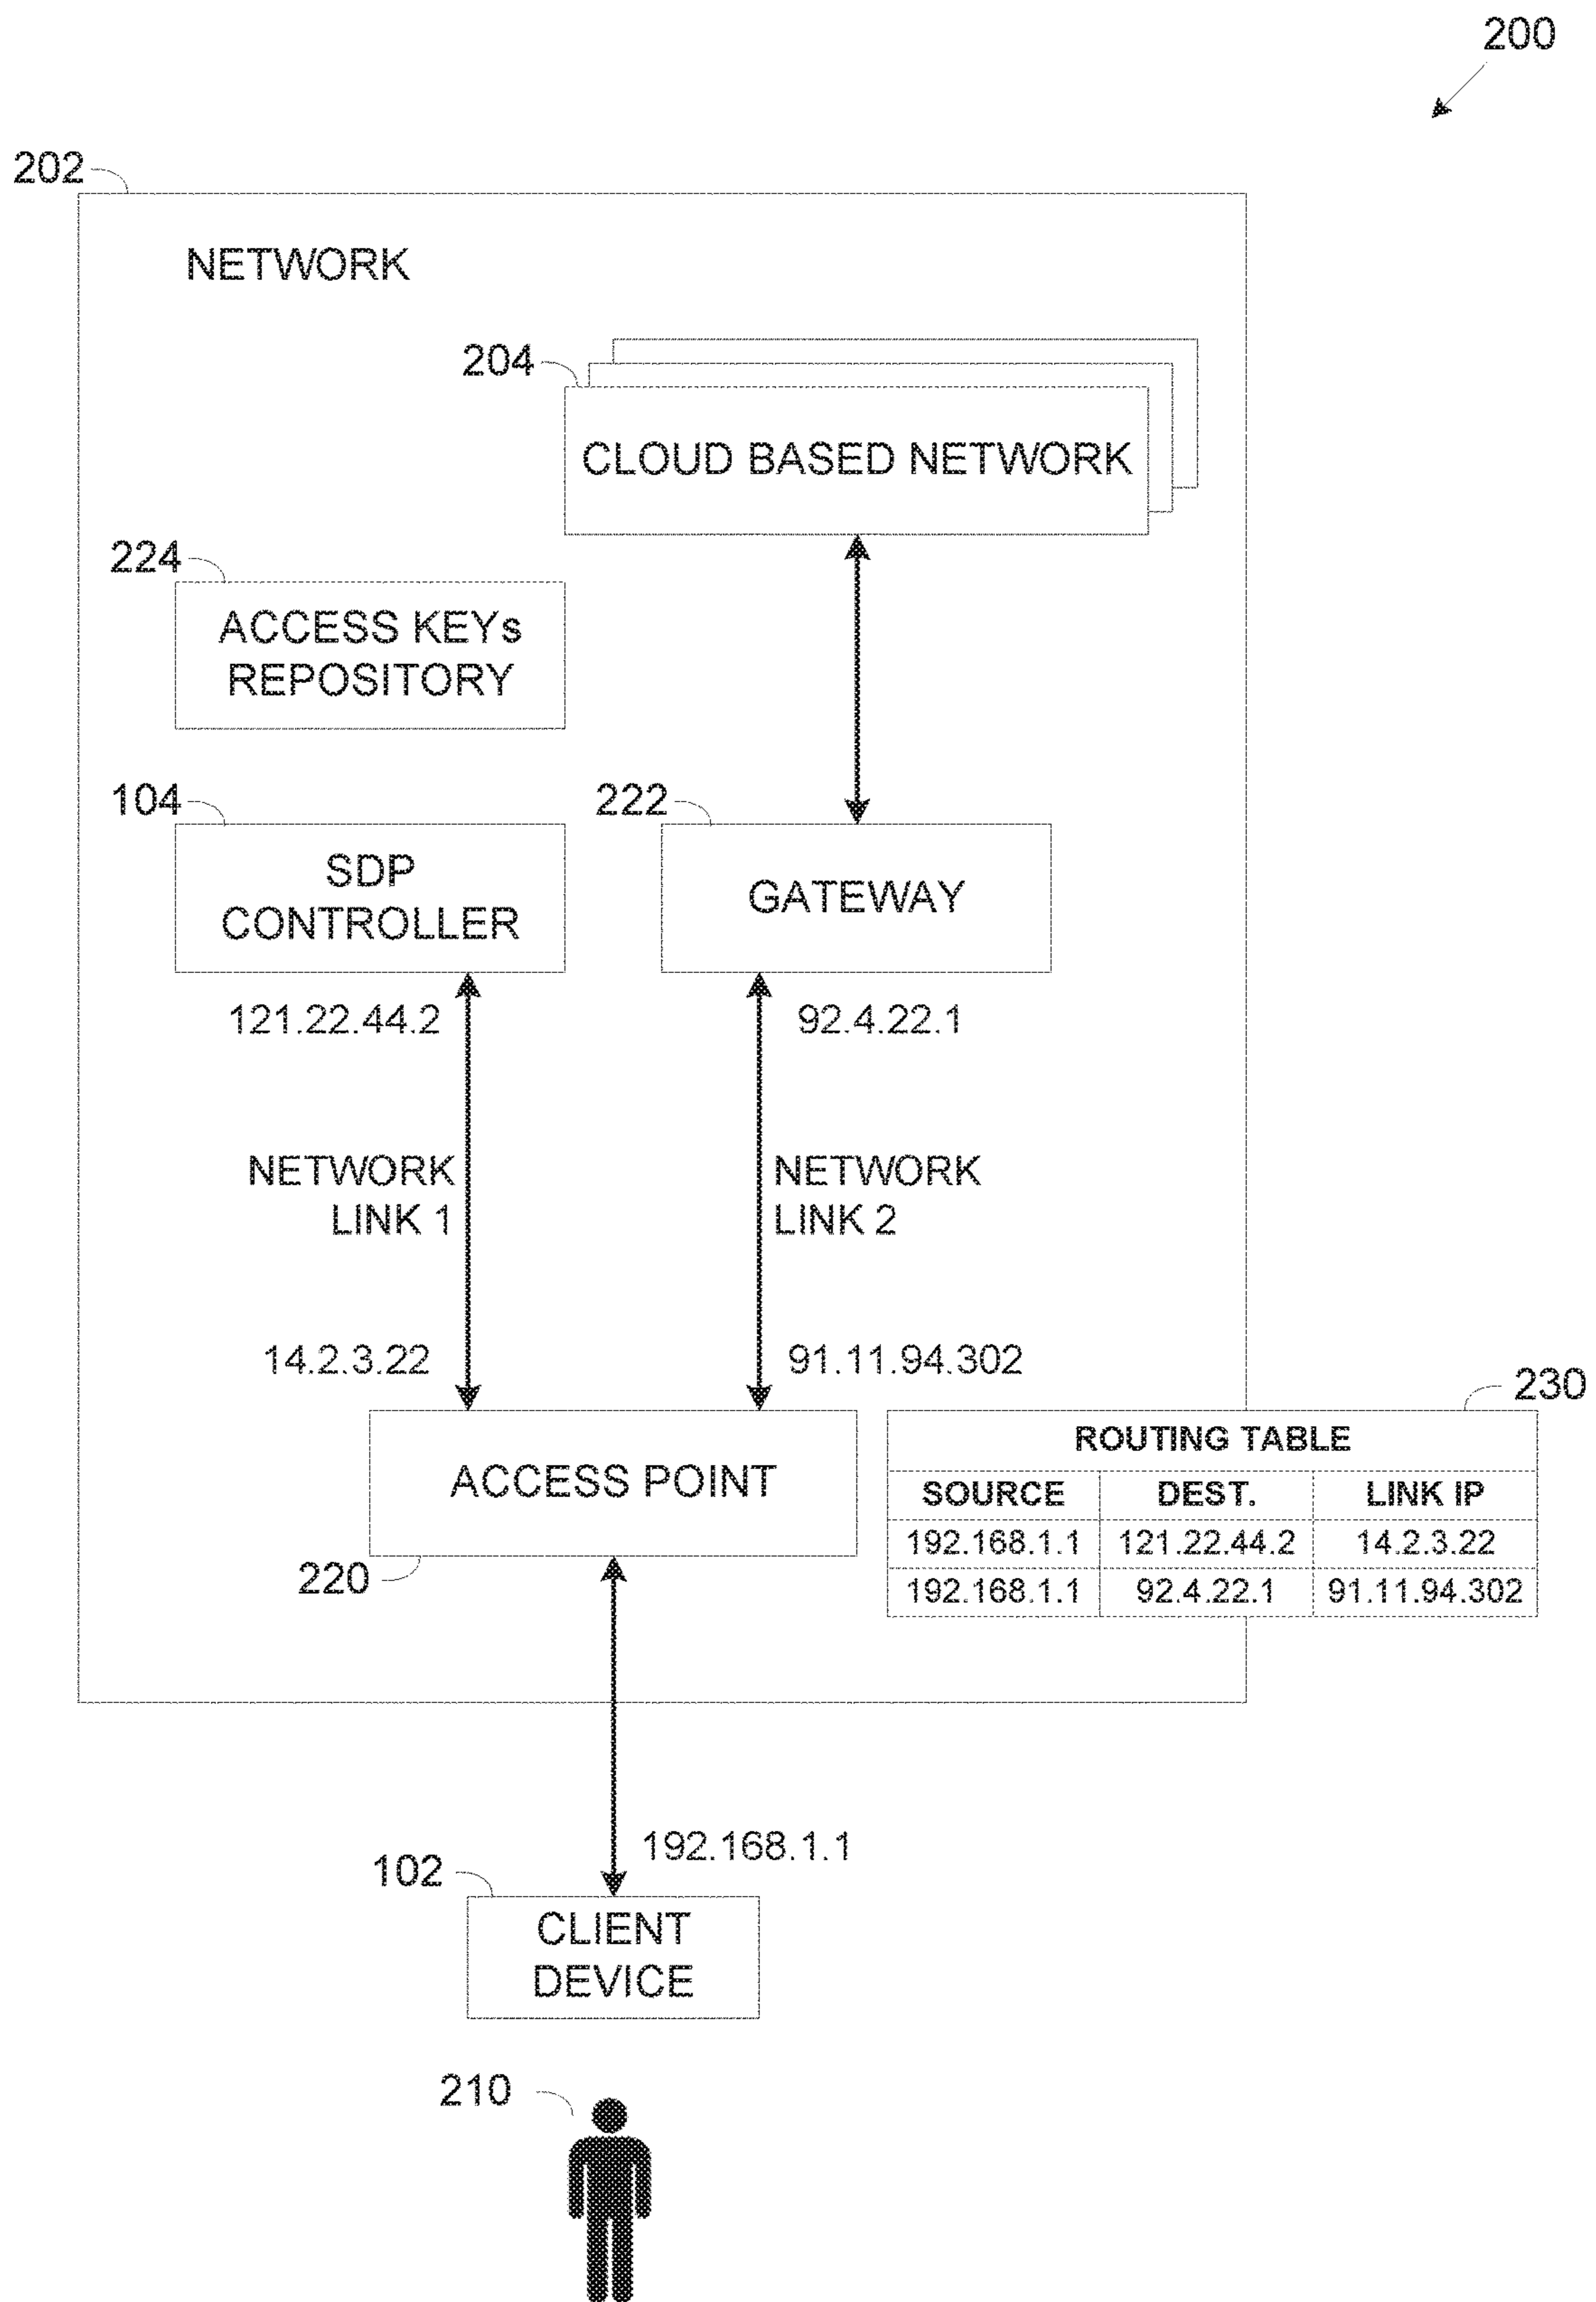 200
202
NETWORK
204
CLOUD BASED NETWORK
224
ACCESS KEYs
REPOSITORY
104
SDP
CONTROLLER
222
GATEWAY
121.22.44.2
92.4.22.1
NETWORK
LINK 1
NETWORK
LINK 2
14.2.3.22
91.11.94.302
230
ROUTING TABLE
SOURCE DEST. LINK IP
192.168.1.1 121.22.44.2 14.2.3.22
192.168.1.1 92.4.22.1 91.11.94.302
ACCESS POINT
220
192.168.1.1
102
CLIENT
DEVICE
210